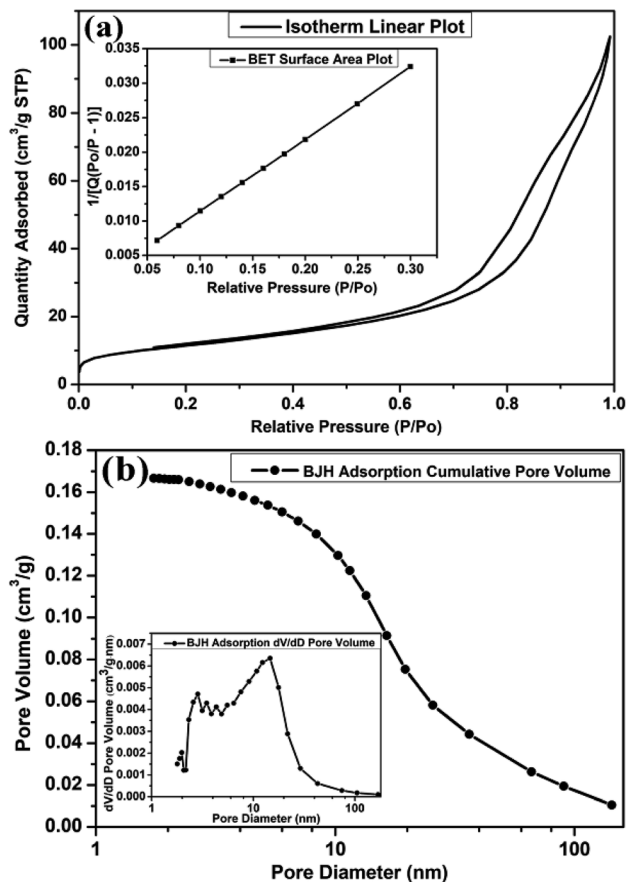 (a)
Isotherm Linear Plot
BET Surface Area Plot
Quantity Adsorbed (cm3/g STP)
100
80
60
40
20
0
1/[Q(Po/P - 1)]
0.035
0.030
0.025
0.020
0.015
0.010
0.005
0.05 0.10 0.15 0.20 0.25 0.30
Relative Pressure (P/Po)
0.0 0.2 0.4 0.6 0.8 1.0
Relative Pressure (P/Po)
(b)
BJH Adsorption Cumulative Pore Volume
Pore Volume (cm3/g)
0.18
0.16
0.14
0.12
0.10
0.08
0.06
0.04
0.02
0.00
BJH Adsorption dV/dD Pore Volume
dV/dD Pore Volume (cm3/g.nm)
0.007
0.006
0.005
0.004
0.003
0.002
0.001
0.000
1 10 100
Pore Diameter (nm)
1 10 100
Pore Diameter (nm)